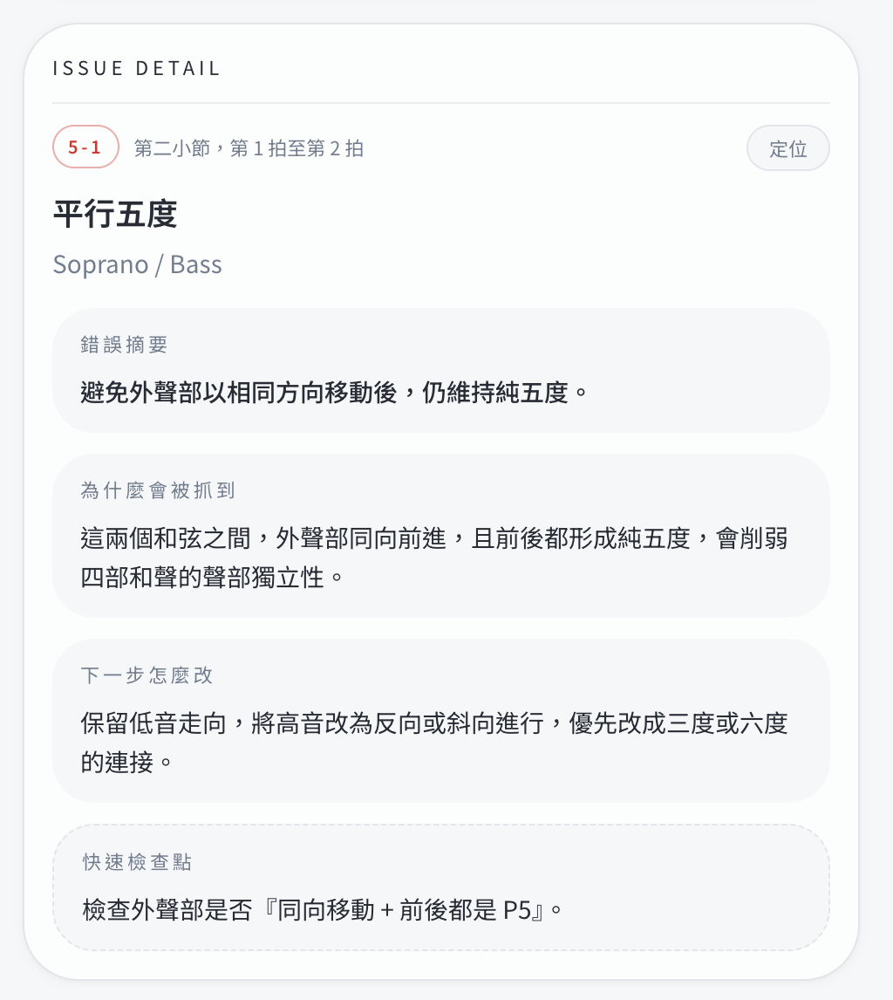 ISSUE DETAIL
5-1
第二小節，第 1 拍至第 2 拍
定位
平行五度
Soprano / Bass
錯誤摘要
避免外聲部以相同方向移動後，仍維持純五度。
為什麼會被抓到
這兩個和弦之間，外聲部同向前進，且前後都形成純五度，會削弱
四部和聲的聲部獨立性。
下一步怎麼改
保留低音走向，將高音改為反向或斜向進行，優先改成三度或六度
的連接。
快速檢查點
檢查外聲部是否『同向移動 + 前後都是 P5』。